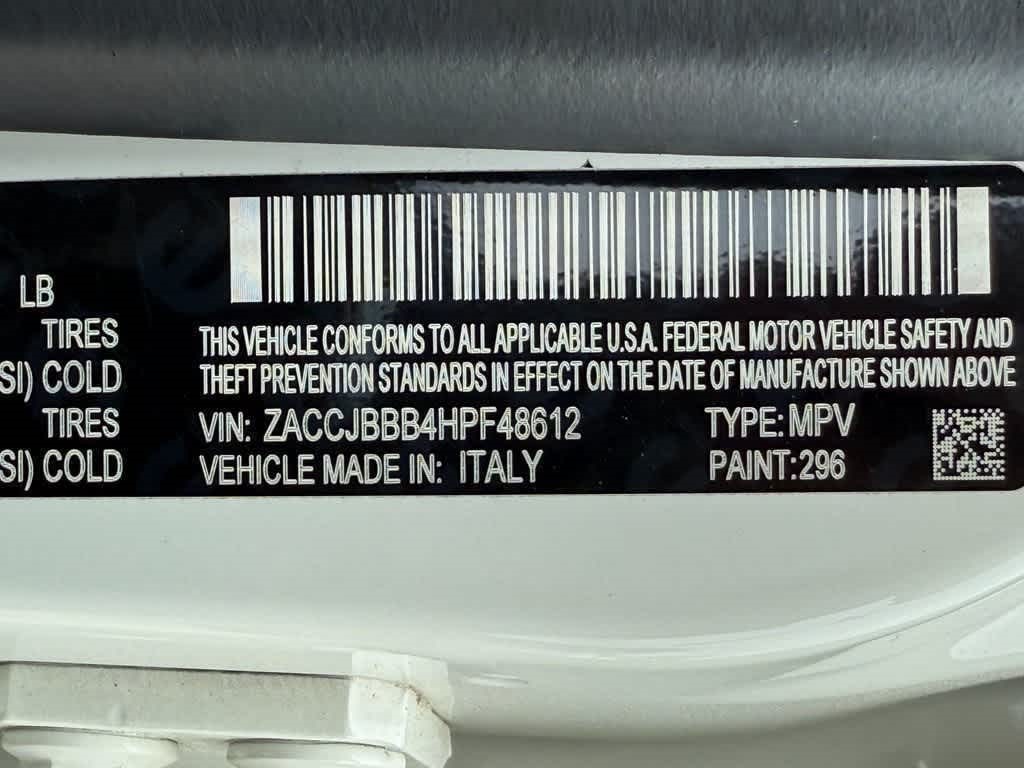 LB
TIRES
SI) COLD
TIRES
SI) COLD
THIS VEHICLE CONFORMS TO ALL APPLICABLE U.S.A. FEDERAL MOTOR VEHICLE SAFETY AND
THEFT PREVENTION STANDARDS IN EFFECT ON THE DATE OF MANUFACTURE SHOWN ABOVE
VIN: ZACCJBBB4HPF48612 TYPE: MPV
VEHICLE MADE IN: ITALY PAINT:296